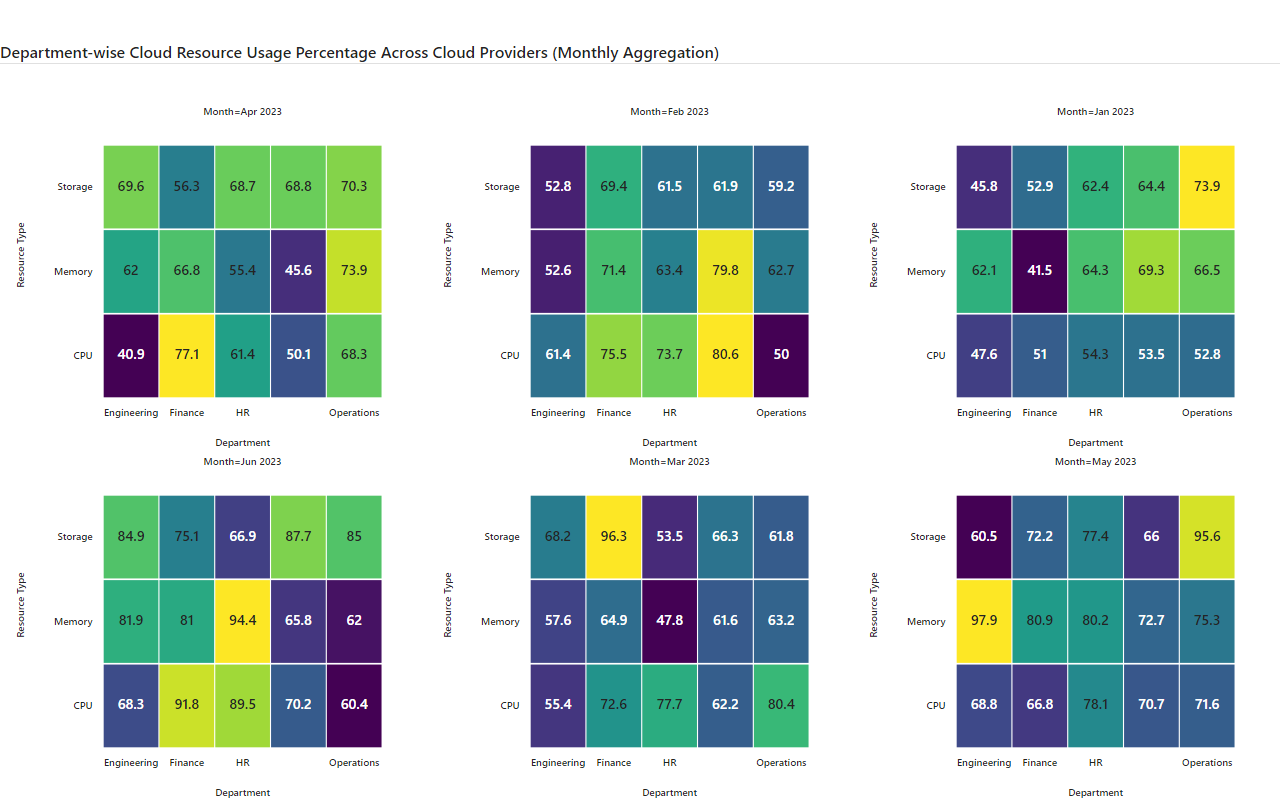 Department-wise Cloud Resource Usage Percentage Across Cloud Providers (Monthly Aggregation)
Month=Apr 2023
Resource Type
Storage 69.6 56.3 68.7 68.8 70.3
Memory 62 66.8 55.4 45.6 73.9
CPU 40.9 77.1 61.4 50.1 68.3
Engineering Finance HR Operations
Department
Month=Feb 2023
Resource Type
Storage 52.8 69.4 61.5 61.9 59.2
Memory 52.6 71.4 63.4 79.8 62.7
CPU 61.4 75.5 73.7 80.6 50
Engineering Finance HR Operations
Department
Month=Jan 2023
Resource Type
Storage 45.8 52.9 62.4 64.4 73.9
Memory 62.1 41.5 64.3 69.3 66.5
CPU 47.6 51 54.3 53.5 52.8
Engineering Finance HR Operations
Department
Month=Jun 2023
Resource Type
Storage 84.9 75.1 66.9 87.7 85
Memory 81.9 81 94.4 65.8 62
CPU 68.3 91.8 89.5 70.2 60.4
Engineering Finance HR Operations
Department
Month=Mar 2023
Resource Type
Storage 68.2 96.3 53.5 66.3 61.8
Memory 57.6 64.9 47.8 61.6 63.2
CPU 55.4 72.6 77.7 62.2 80.4
Engineering Finance HR Operations
Department
Month=May 2023
Resource Type
Storage 60.5 72.2 77.4 66 95.6
Memory 97.9 80.9 80.2 72.7 75.3
CPU 68.8 66.8 78.1 70.7 71.6
Engineering Finance HR Operations
Department